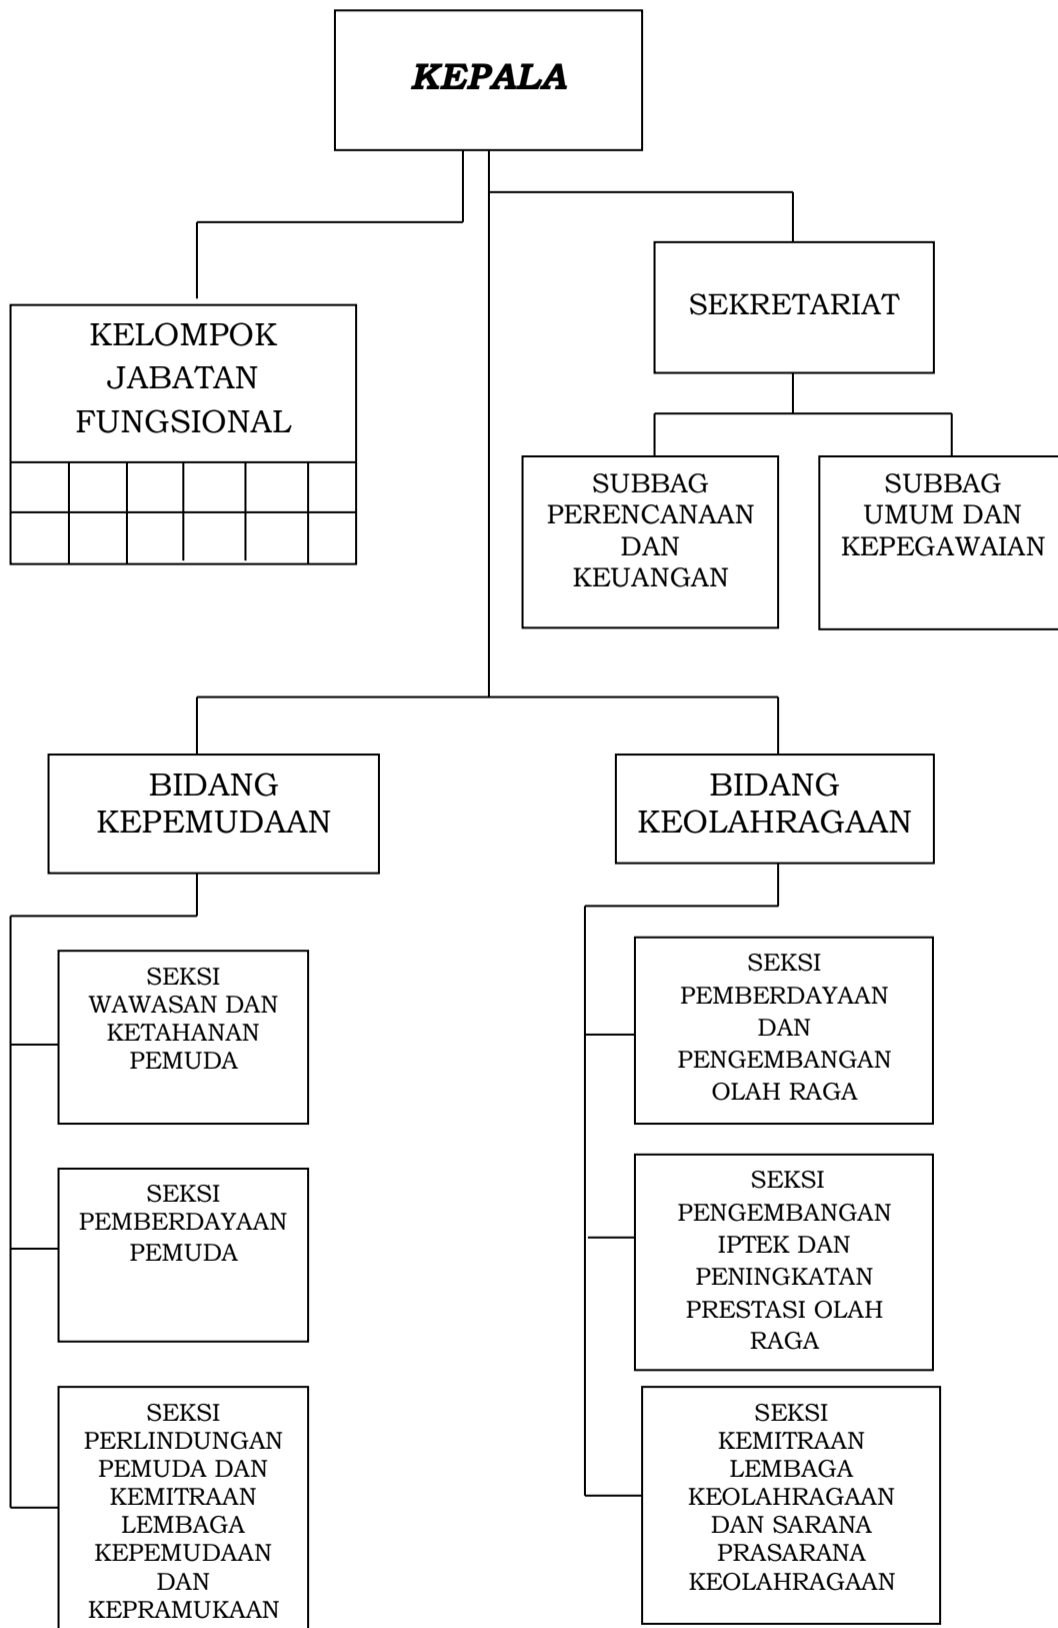 KEPALA
SEKRETARIAT
KELOMPOK
JABATAN
FUNGSIONAL
SUBBAG
PERENCANAAN
DAN
KEUANGAN
SUBBAG
UMUM DAN
KEPEGAWAIAN
BIDANG
KEPEMUDAAN
BIDANG
KEOLAHRAGAAN
SEKSI
WAWASAN DAN
KETAHANAN
PEMUDA
SEKSI
PEMBERDAYAAN
PEMUDA
SEKSI
PERLINDUNGAN
PEMUDA DAN
KEMITRAAN
LEMBAGA
KEPEMUDAAN
DAN
KEPRAMUKAAN
SEKSI
PEMBERDAYAAN
DAN
PENGEMBANGAN
OLAH RAGA
SEKSI
PENGEMBANGAN
IPTEK DAN
PENINGKATAN
PRESTASI OLAH
RAGA
SEKSI
KEMITRAAN
LEMBAGA
KEOLAHRAGAAN
DAN SARANA
PRASARANA
KEOLAHRAGAAN